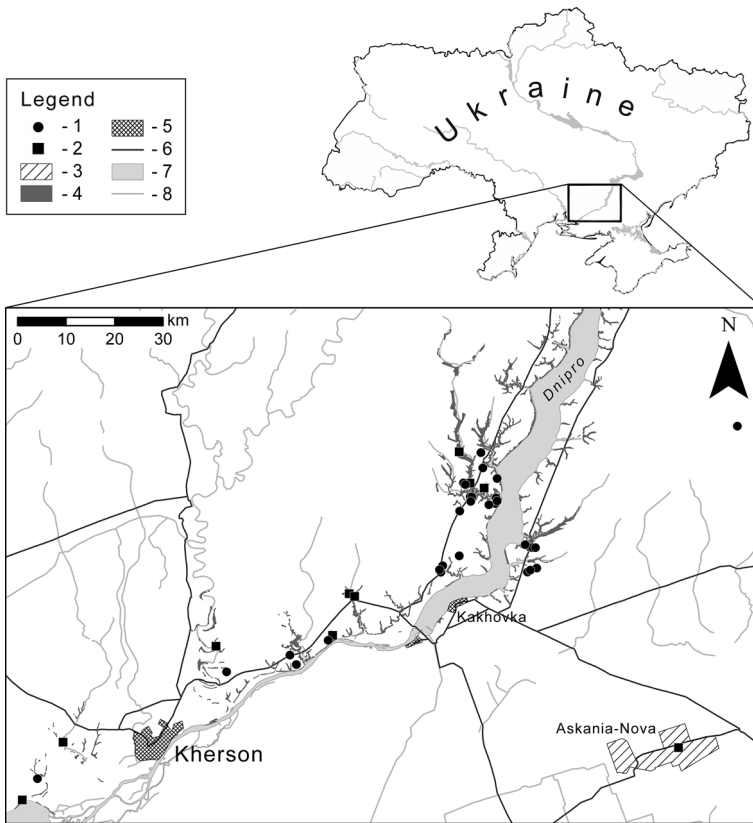 Ukraine
Legend
- 1
- 2
- 3
- 4
- 5
- 6
- 7
- 8
km
0 10 20 30
N
Dnipro
Kakhovka
Askania-Nova
Kherson